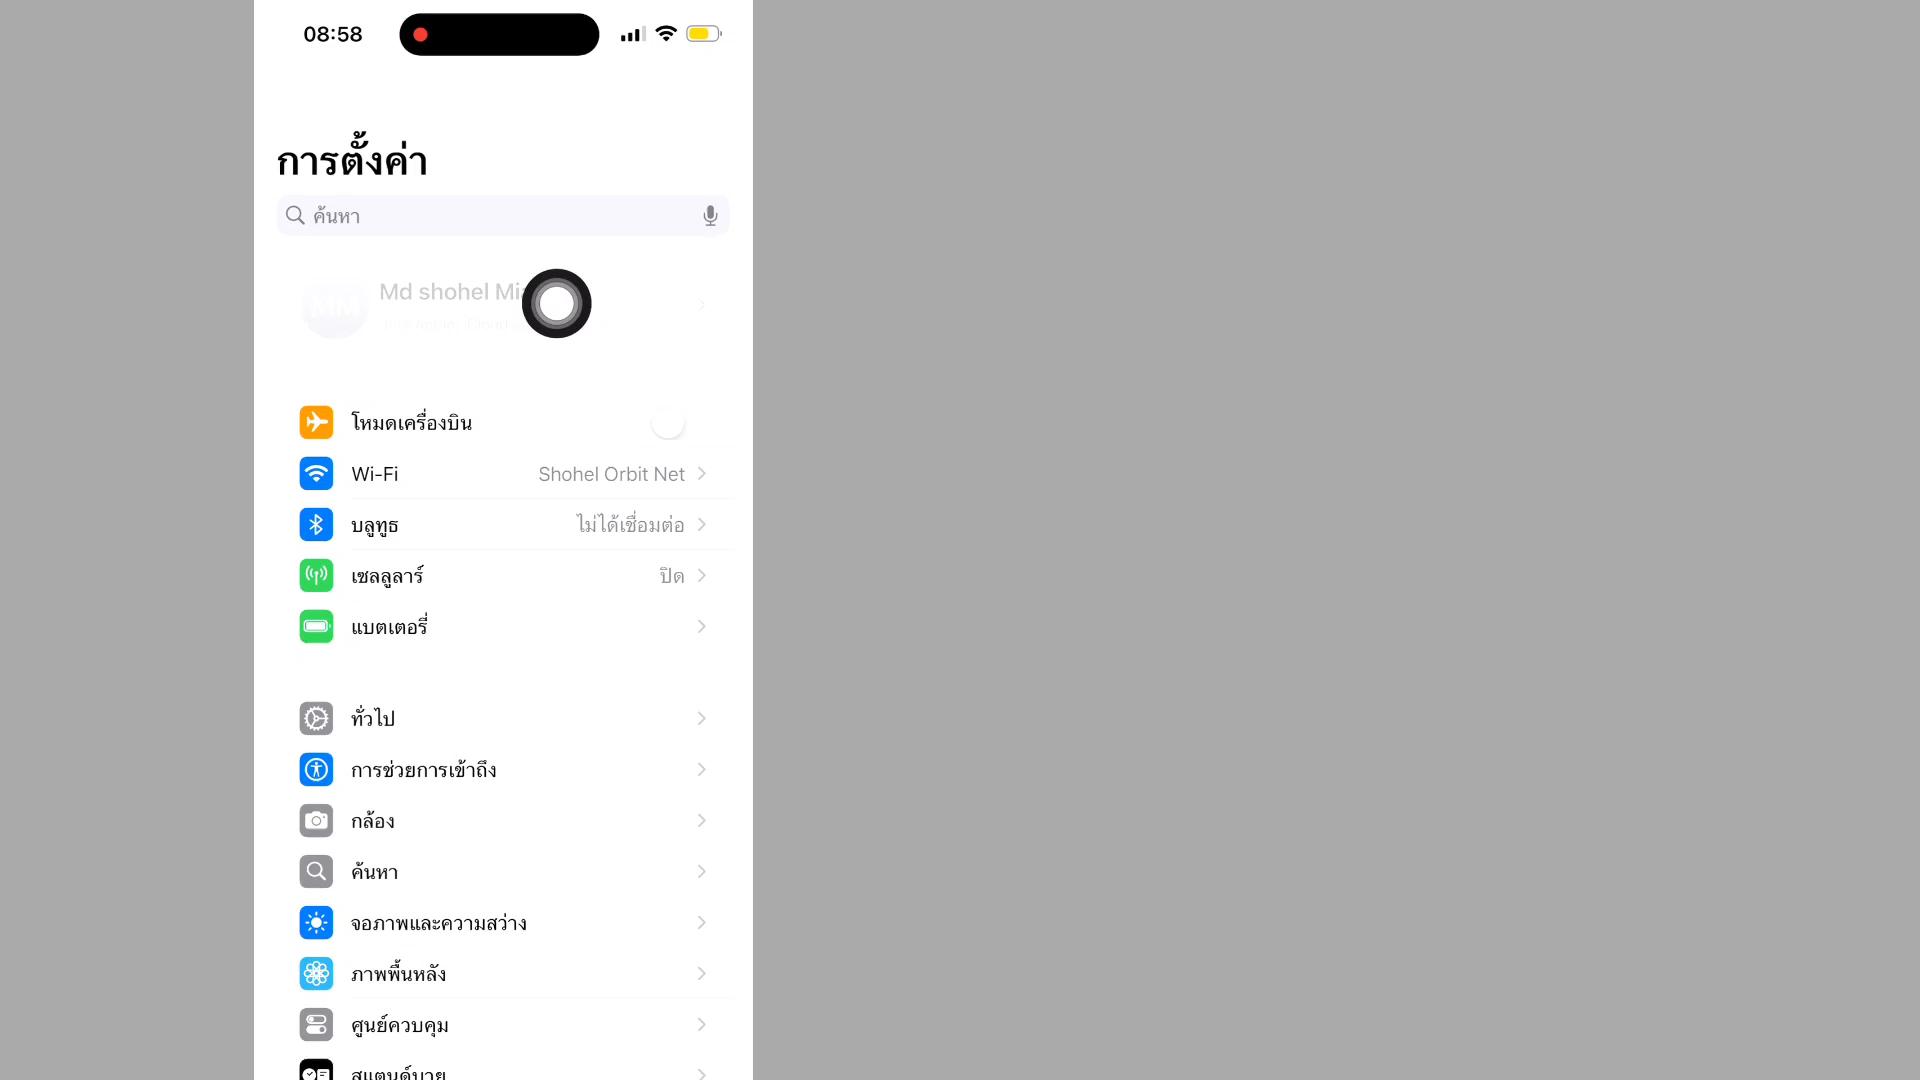 08:58
การตั้งค่า
ค้นหา
Md shohel
โหมดเครื่องบิน
Wi-Fi Shohel Orbit Net
บลูทูธ ไม่ได้เชื่อมต่อ
เซลลูลาร์ ปิด
แบตเตอรี่
ทั่วไป
การช่วยการเข้าถึง
กล้อง
ค้นหา
จอภาพและความสว่าง
ภาพพื้นหลัง
ศูนย์ควบคุม
สแตนด์บาย